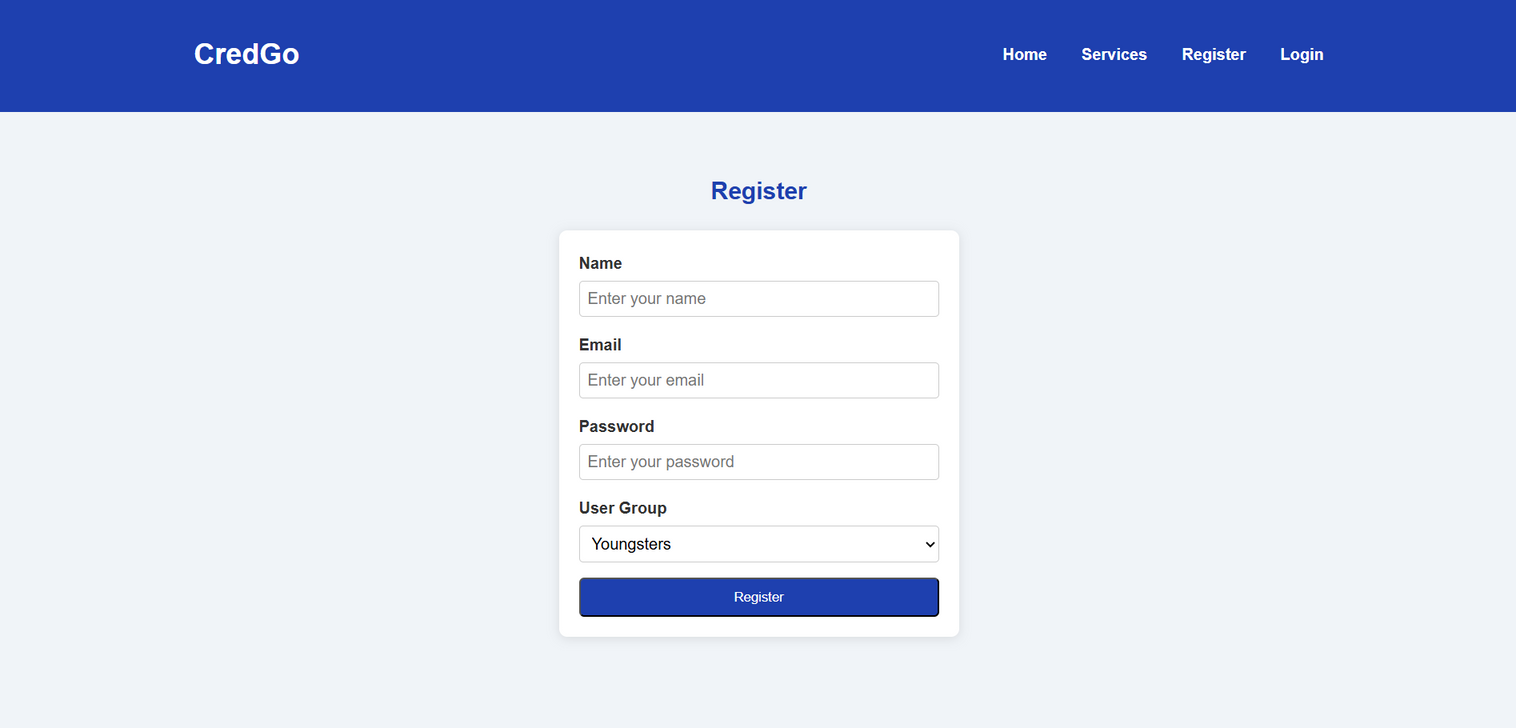 CredGo
Home Services Register Login
Register
Name
Enter your name
Email
Enter your email
Password
Enter your password
User Group
Youngsters
Register